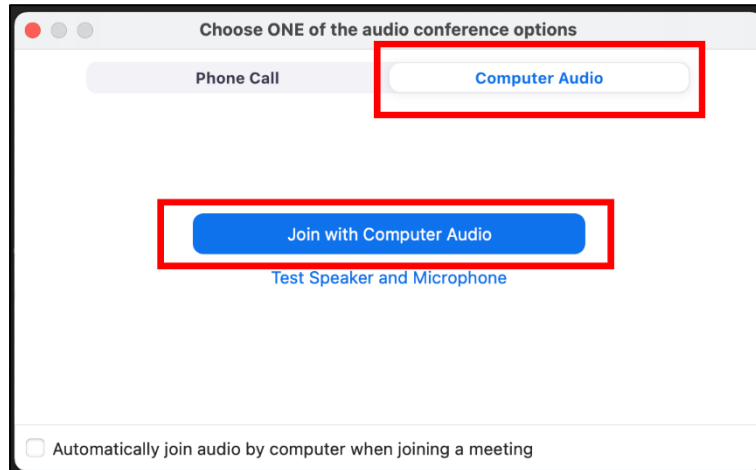 Choose ONE of the audio conference options
Phone Call
Computer Audio
Join with Computer Audio
Test Speaker and Microphone
Automatically join audio by computer when joining a meeting